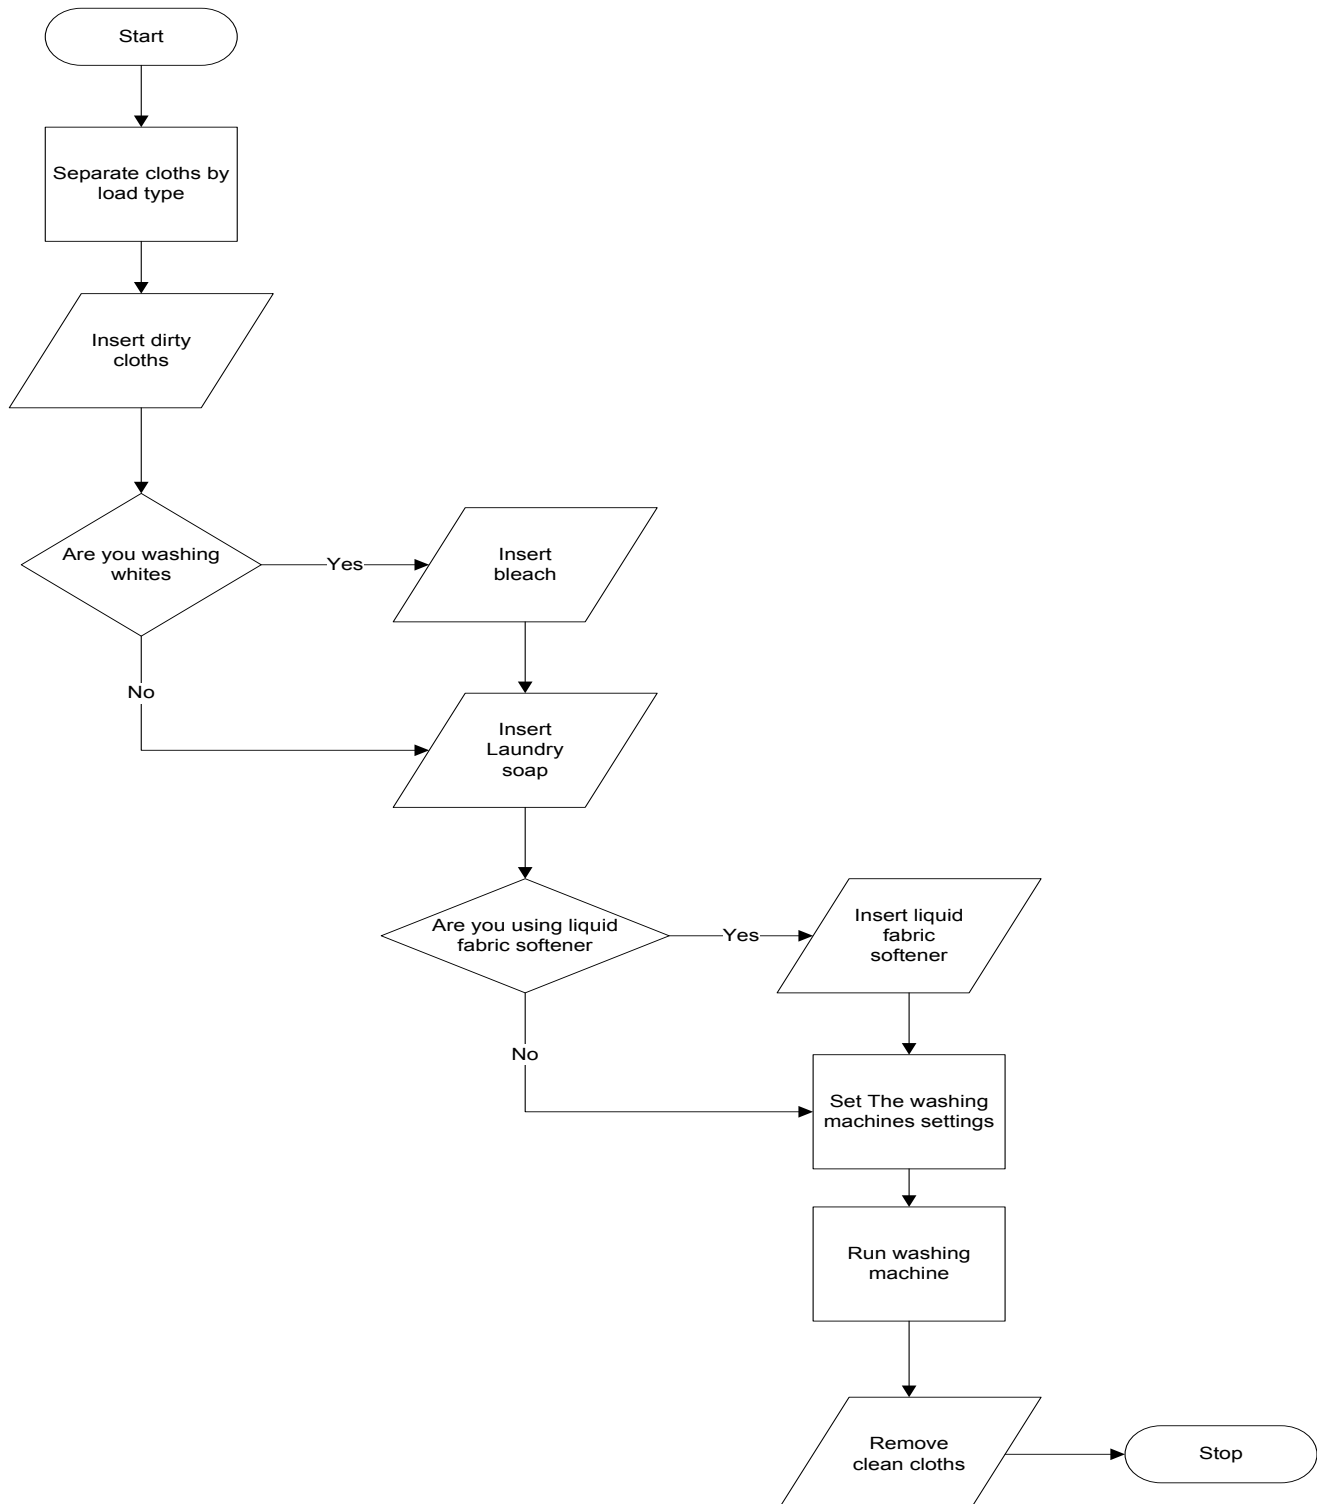 Start
Separate cloths by
load type
Insert dirty
cloths
Are you washing
whites
Yes
Insert
bleach
No
Insert
Laundry
soap
Are you using liquid
fabric softener
Yes
Insert liquid
fabric
softener
No
Set The washing
machines settings
Run washing
machine
Remove
clean cloths
Stop